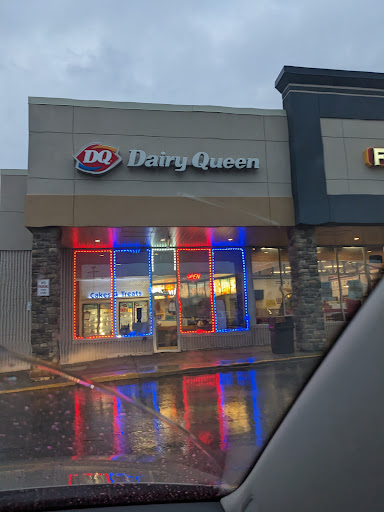 DQ Dairy Queen
F
OPEN
Cakes & Treats